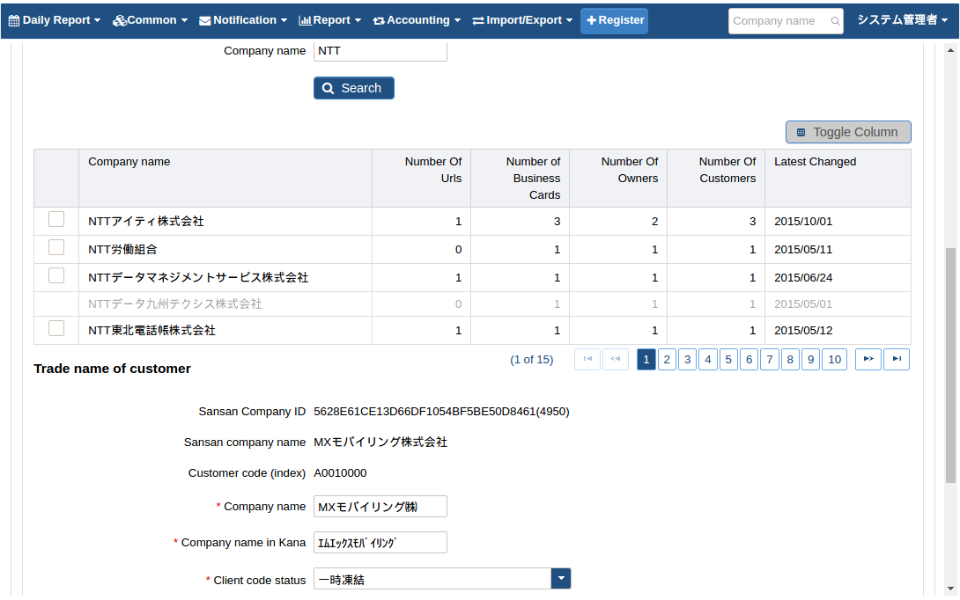 Daily Report Common Notification Report Accounting Import/Export Register Company name システム管理者
Company name NTT
Search
Toggle Column
Company name Number Of Urls Number of Business Cards Number Of Owners Number Of Customers Latest Changed
NTTアイティ株式会社 1 3 2 3 2015/10/01
NTT労働組合 0 1 1 1 2015/05/11
NTTデータマネジメントサービス株式会社 1 1 1 1 2015/06/24
NTTデータ九州テクシス株式会社 0 1 1 1 2015/05/01
NTT東北電話帳株式会社 1 1 1 1 2015/05/12
(1 of 15) 1 2 3 4 5 6 7 8 9 10
Trade name of customer
Sansan Company ID 5628E61CE13D66DF1054BF5BE50D8461(4950)
Sansan company name MXモバイリング株式会社
Customer code (index) A0010000
* Company name MXモバイリング㈱
* Company name in Kana ｴﾑｴｯｸｽﾓﾊﾞｲﾘﾝｸﾞ
* Client code status 一時凍結